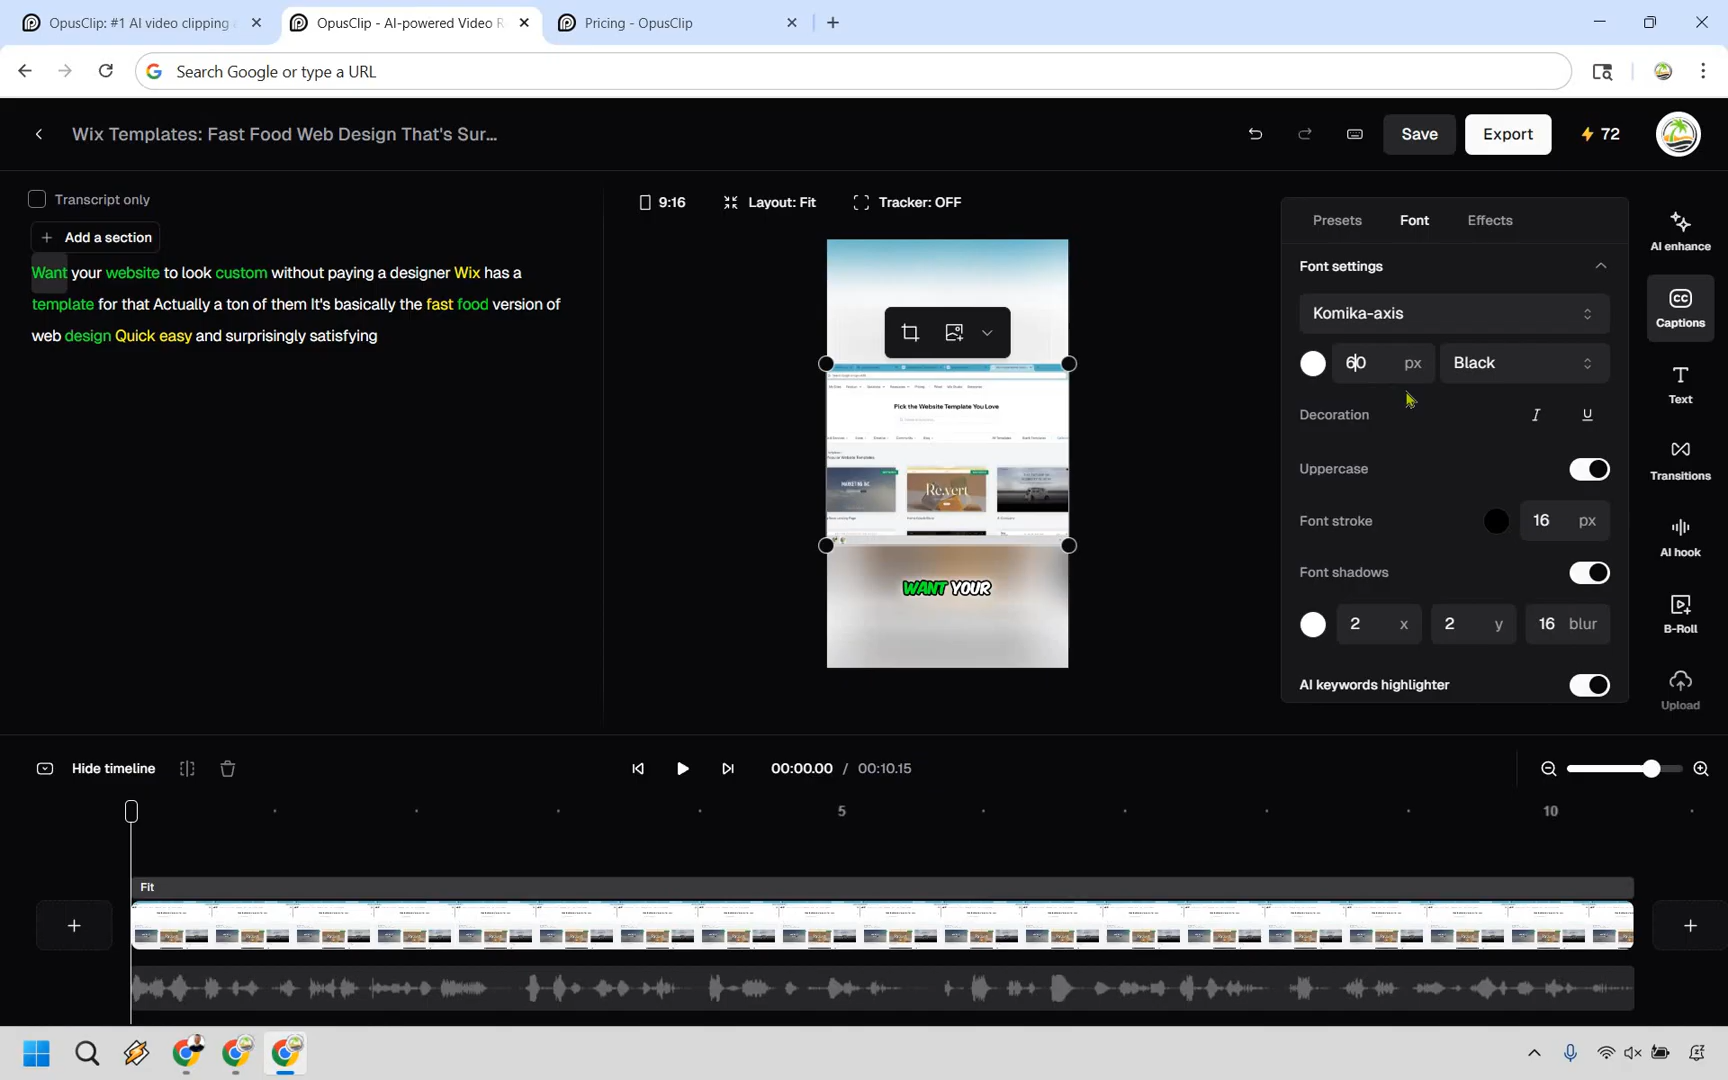 OpusClip: #1 AI video clipping
OpusClip - AI-powered Video R
Pricing - OpusClip
Search Google or type a URL
Wix Templates: Fast Food Web Design That's Sur...
Save
Export
72
Transcript only
Add a section
Want your website to look custom without paying a designer Wix has a
template for that Actually a ton of them It's basically the fast food version of
web design Quick easy and surprisingly satisfying
9:16
Layout: Fit
Tracker: OFF
Pick the Website Template You Love
Re.vert
WANT YOUR
Presets
Font
Effects
Font settings
Komika-axis
60 px
Black
Decoration
I
U
Uppercase
Font stroke
16 px
Font shadows
2 x
2 y
16 blur
AI keywords highlighter
AI enhance
CC
Captions
Text
Transitions
AI hook
B-Roll
Upload
Hide timeline
00:00.00 / 00:10.15
5
10
Fit